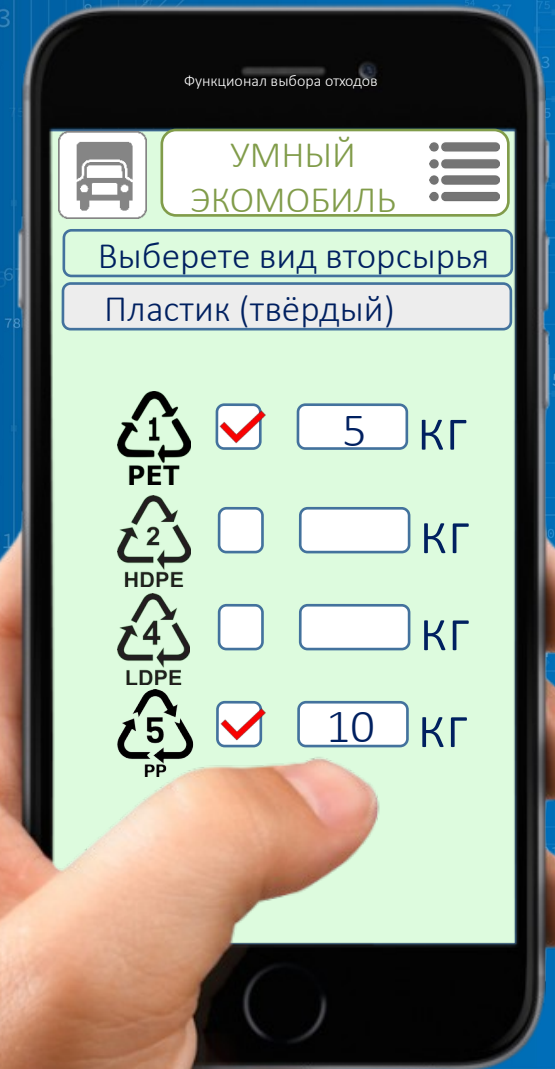 Функционал выбора отходов
УМНЫЙ
ЭКОМОБИЛЬ
Выберете вид вторсырья
Пластик (твёрдый)
1
PET
5 кг
2
HDPE
кг
4
LDPE
кг
5
PP
10 кг